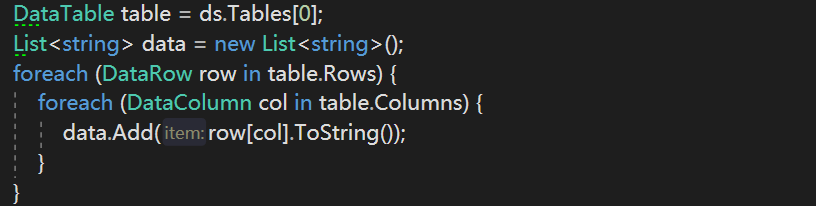 DataTable table = ds.Tables[0];
List<string> data = new List<string>();
foreach (DataRow row in table.Rows) {
foreach (DataColumn col in table.Columns) {
data.Add(item:row[col].ToString());
}
}